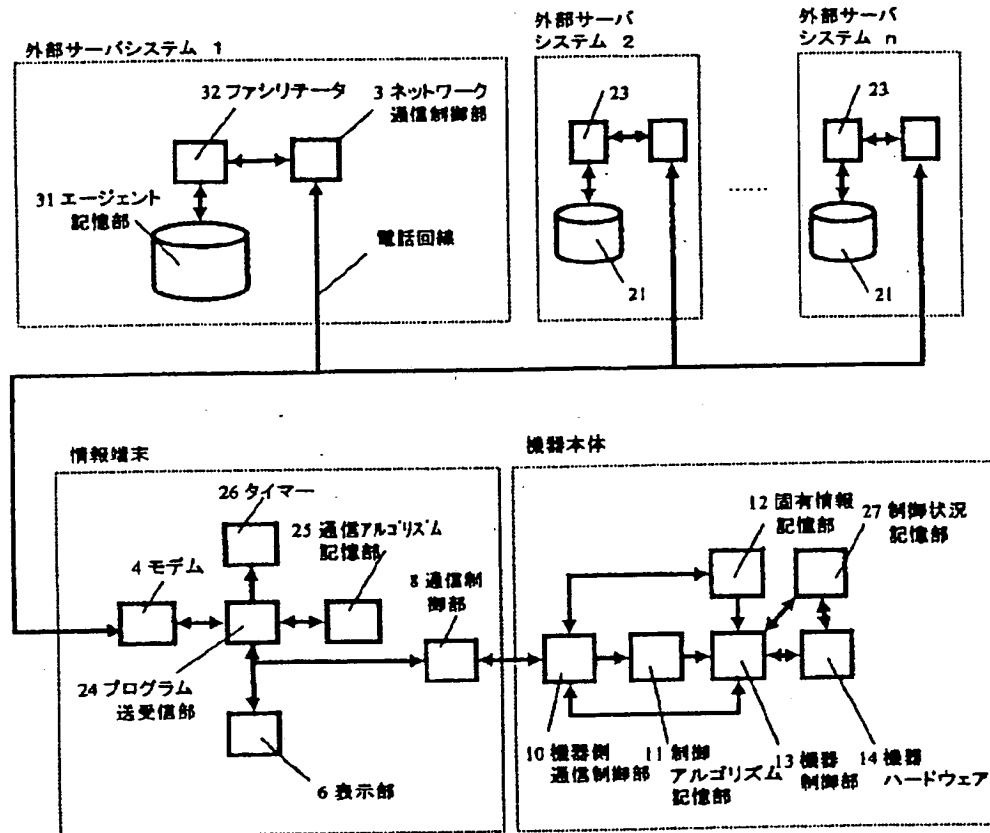 外部サーバシステム 1
32 ファシリテータ
3 ネットワーク
通信制御部
31 エージェント
記憶部
電話回線
外部サーバ
システム 2
23
21
……
外部サーバ
システム n
23
21
情報端末
26 タイマー
25 通信アルゴリズム
記憶部
4 モデム
8 通信制
御部
24 プログラム
送受信部
6 表示部
機器本体
12 固有情報
記憶部
27 制御状況
記憶部
10 機器側
通信制御部
11 制御
アルゴリズム
記憶部
13 機器
制御部
14 機器
ハードウェア